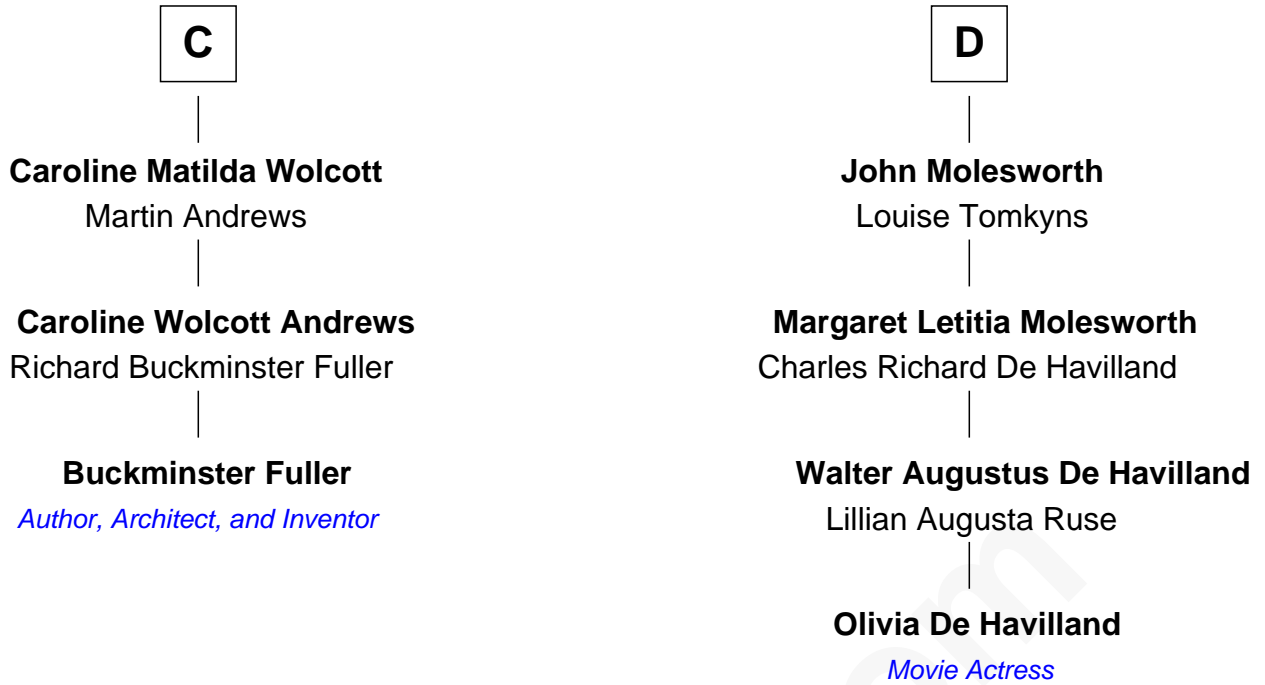 C
Caroline Matilda Wolcott
Martin Andrews
Caroline Wolcott Andrews
Richard Buckminster Fuller
Buckminster Fuller
Author, Architect, and Inventor
D
John Molesworth
Louise Tomkyns
Margaret Letitia Molesworth
Charles Richard De Havilland
Walter Augustus De Havilland
Lillian Augusta Ruse
Olivia De Havilland
Movie Actress